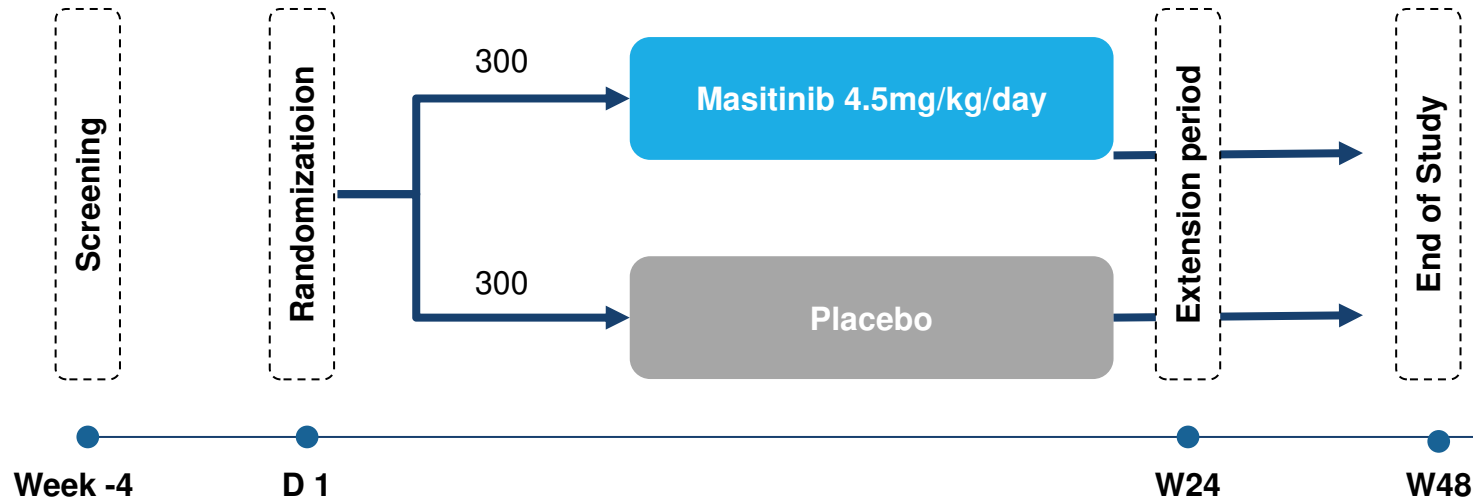 Screening
Randomizatioion
300
Masitinib 4.5mg/kg/day
300
Placebo
Extension period
End of Study
Week -4
D 1
W24
W48